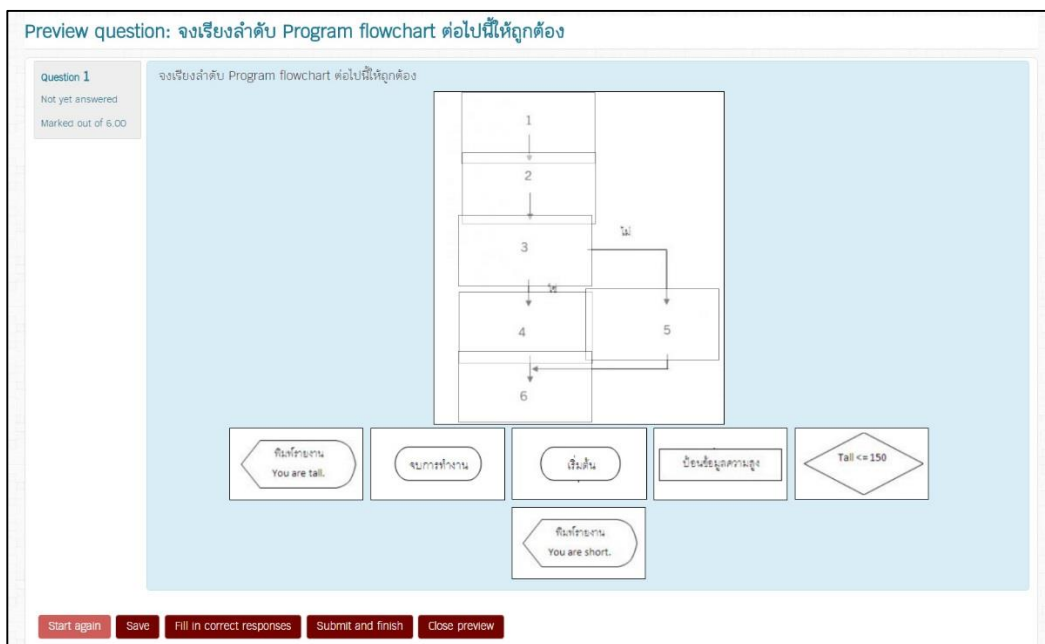 Preview question: จงเรียงลำดับ Program flowchart ต่อไปนี้ให้ถูกต้อง
Question 1
Not yet answered
Marked out of 6.00
จงเรียงลำดับ Program flowchart ต่อไปนี้ให้ถูกต้อง
1
2
3
ไม่
ใช่
4
5
6
พิมพ์รายงาน
You are tall.
จบการทำงาน
เริ่มต้น
ป้อนข้อมูลความสูง
Tall <= 150
พิมพ์รายงาน
You are short.
Start again
Save
Fill in correct responses
Submit and finish
Close preview